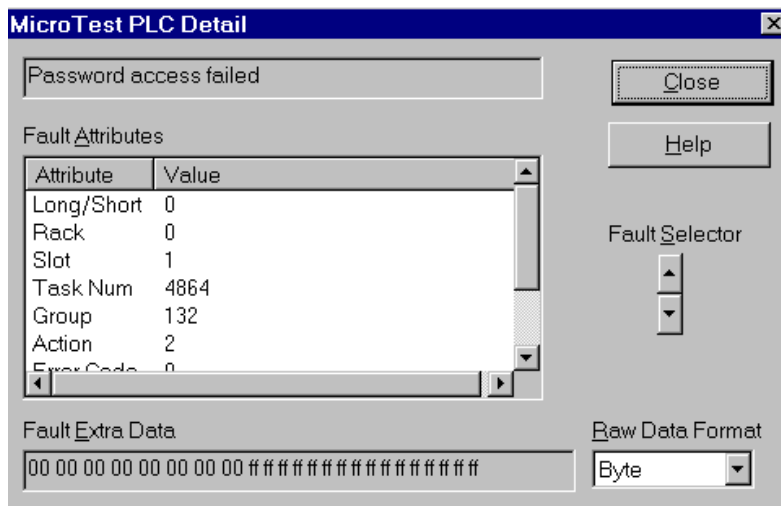 MicroTest PLC Detail
Password access failed
Close
Fault Attributes
Help
Attribute Value
Long/Short 0
Rack 0
Slot 1
Task Num 4864
Group 132
Action 2
Error Code 0
Fault Selector
Fault Extra Data
00 00 00 00 00 00 00 00 ff ff ff ff ff ff ff ff ff ff ff ff ff ff ff ff
Raw Data Format
Byte